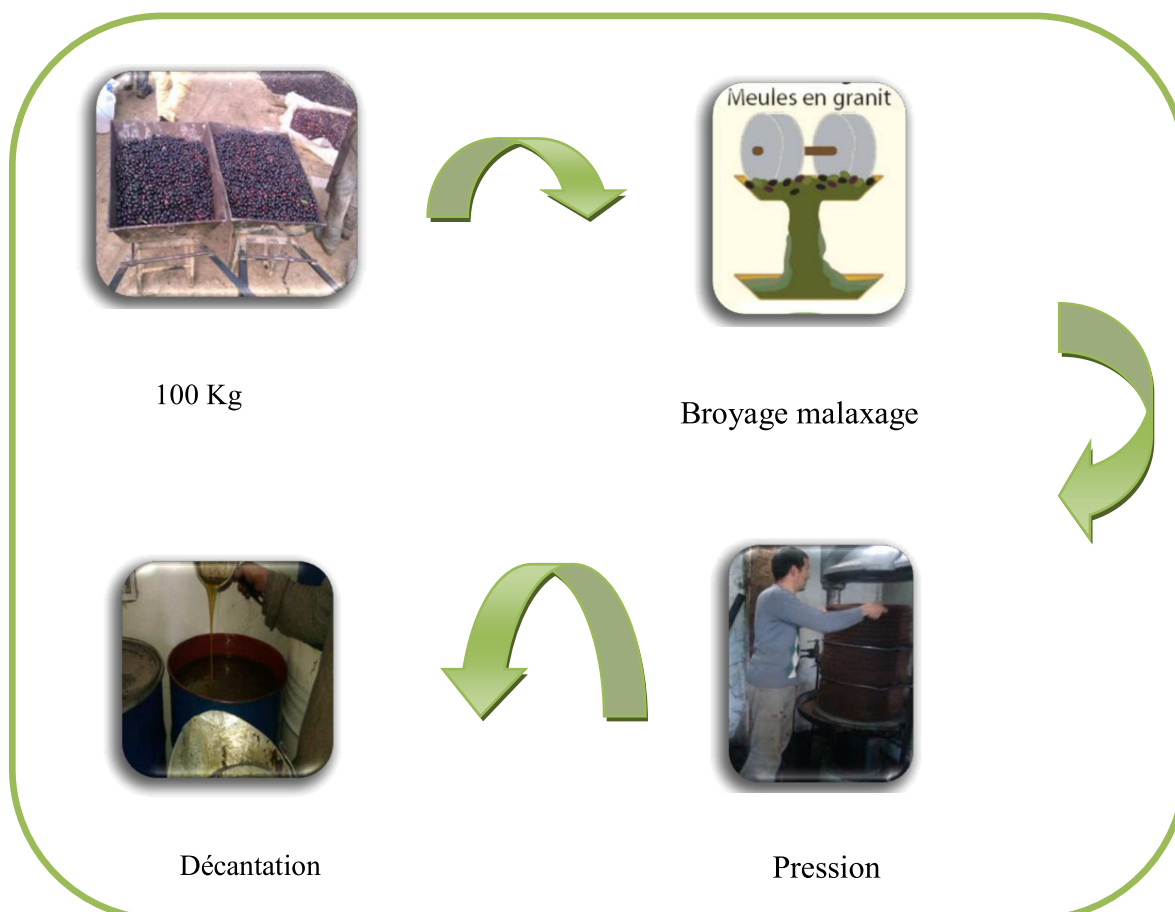 Meules en granit
100 Kg
Broyage malaxage
Décantation
Pression